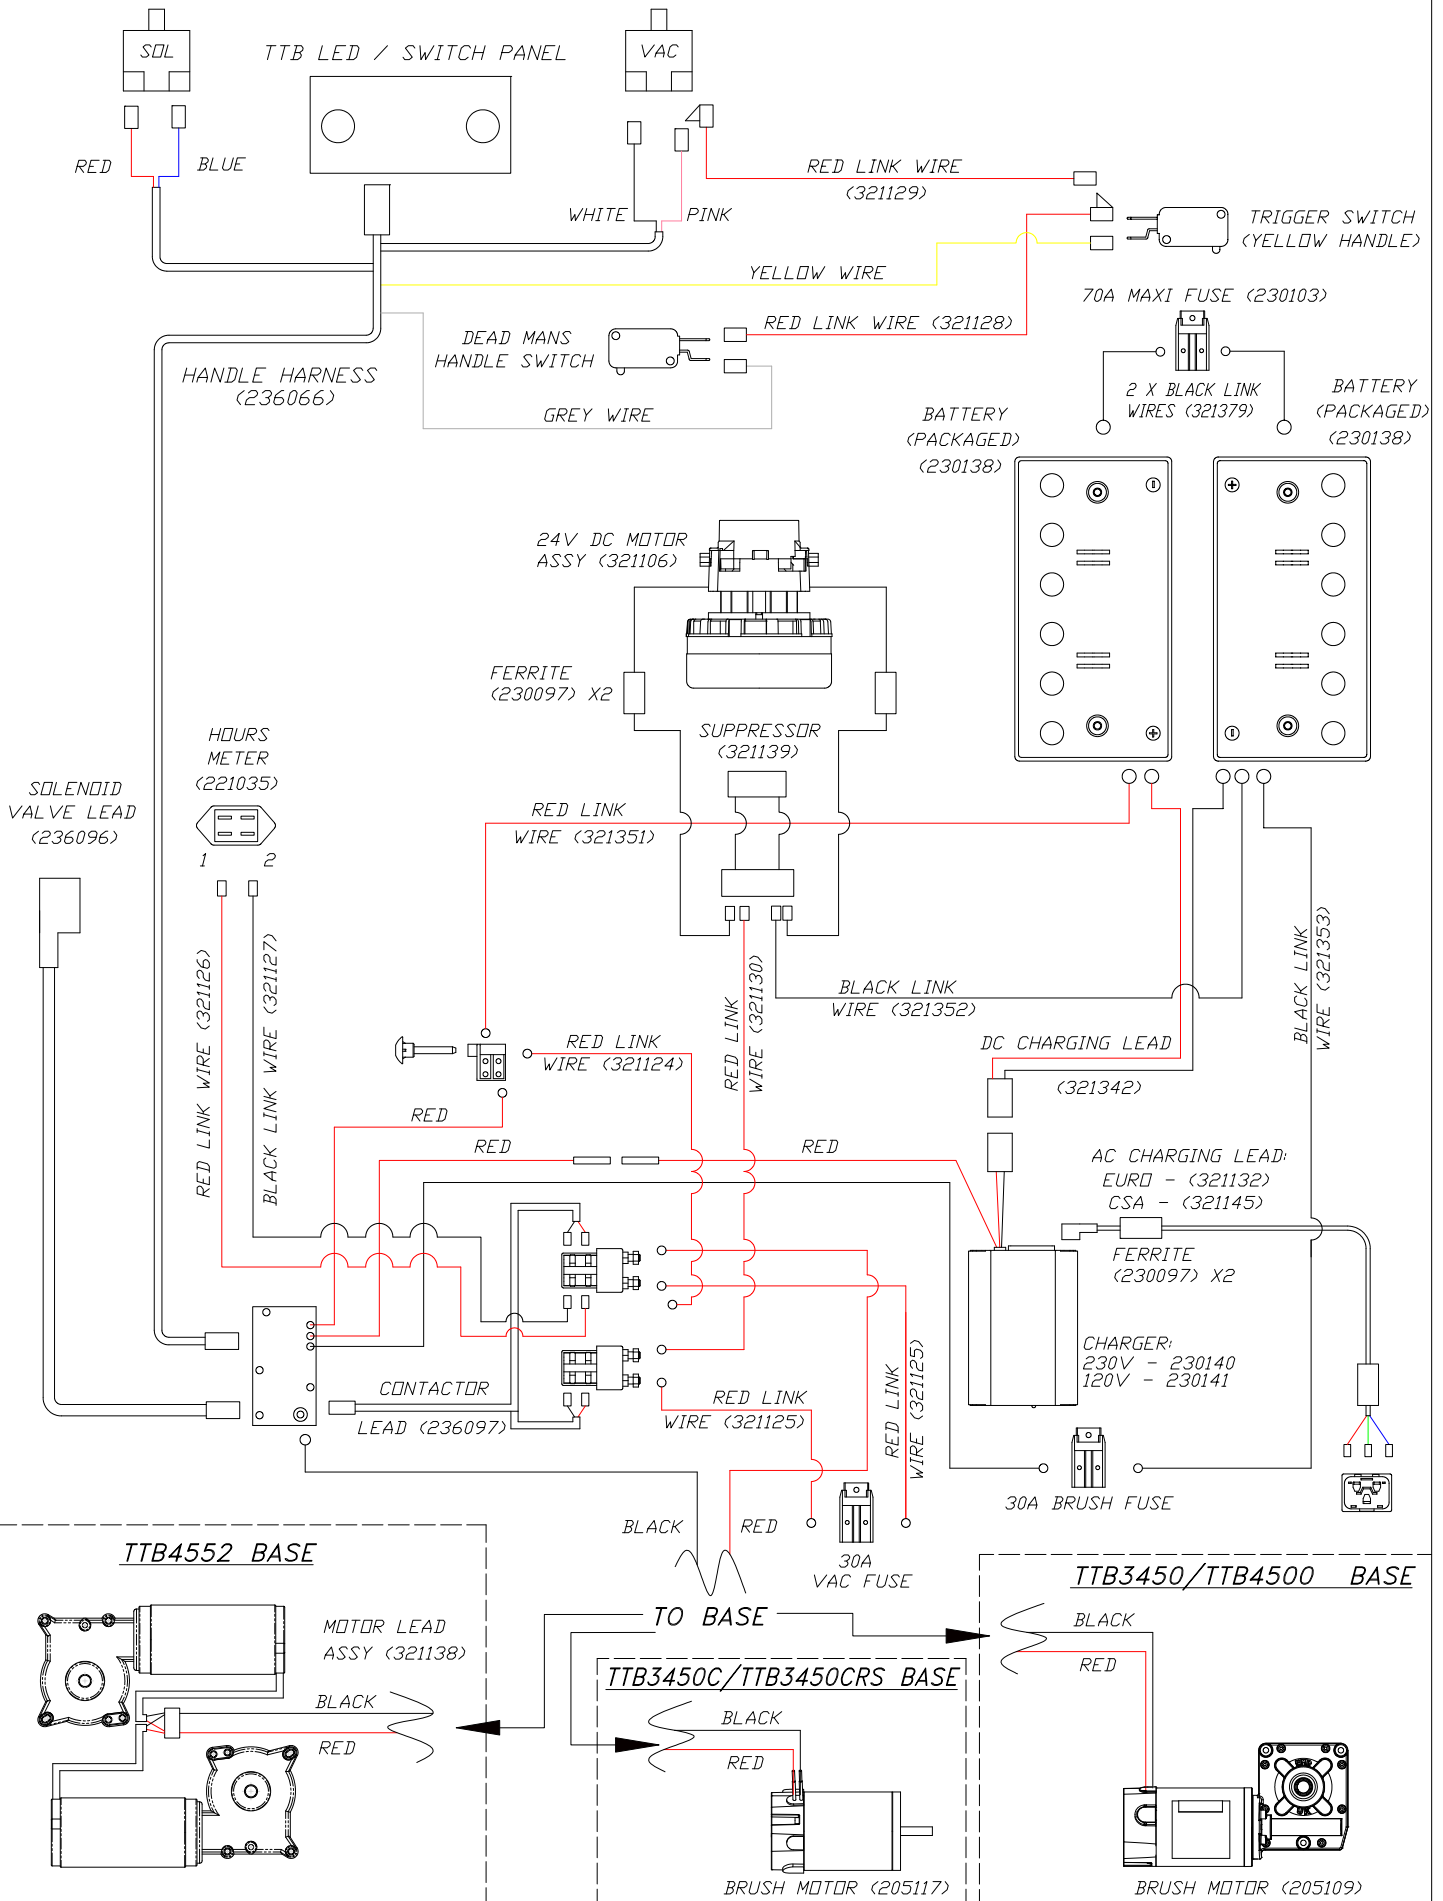 SOL
TTB LED / SWITCH PANEL
VAC
RED
BLUE
WHITE
PINK
RED LINK WIRE
(321129)
TRIGGER SWITCH
(YELLOW HANDLE)
YELLOW WIRE
70A MAXI FUSE (230103)
RED LINK WIRE (321128)
DEAD MANS
HANDLE SWITCH
HANDLE HARNESS
(236066)
GREY WIRE
2 X BLACK LINK
WIRES (321379)
BATTERY
(PACKAGED)
(230138)
BATTERY
(PACKAGED)
(230138)
24V DC MOTOR
ASSY (321106)
FERRITE
(230097) X2
SUPPRESSOR
(321139)
HOURS
METER
(221035)
1 2
SOLENOID
VALVE LEAD
(236096)
RED LINK
WIRE (321351)
RED LINK WIRE (321126)
BLACK LINK WIRE (321127)
RED LINK
WIRE (321130)
BLACK LINK
WIRE (321352)
BLACK LINK
WIRE (321353)
RED LINK
WIRE (321124)
DC CHARGING LEAD
(321342)
RED
RED
RED
AC CHARGING LEAD:
EURO - (321132)
CSA - (321145)
FERRITE
(230097) X2
CHARGER:
230V - 230140
120V - 230141
CONTACTOR
LEAD (236097)
RED LINK
WIRE (321125)
RED LINK
WIRE (321125)
30A BRUSH FUSE
BLACK
RED
30A
VAC FUSE
TTB4552 BASE
TO BASE
TTB3450/TTB4500 BASE
MOTOR LEAD
ASSY (321138)
BLACK
RED
TTB3450C/TTB3450CRS BASE
BLACK
RED
BRUSH MOTOR (205117)
BLACK
RED
BRUSH MOTOR (205109)